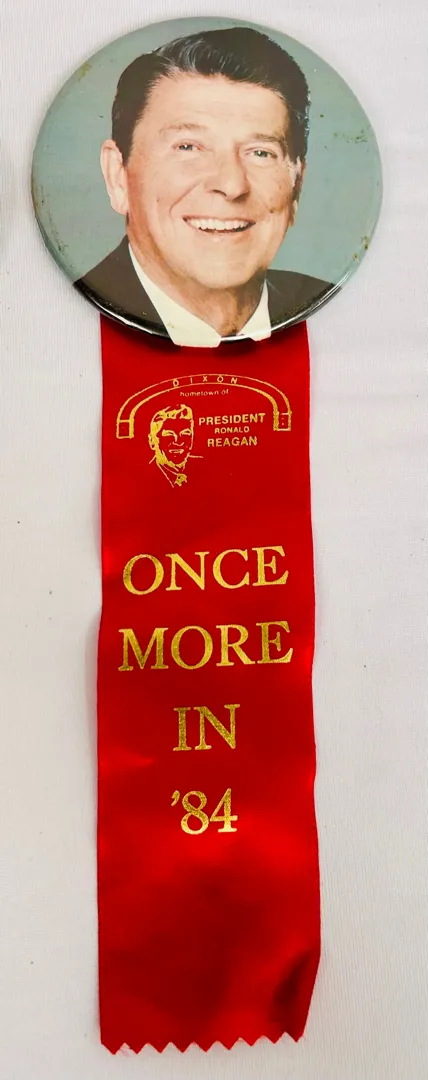 DIXON
hometown of
PRESIDENT
RONALD
REAGAN
ONCE
MORE
IN
'84